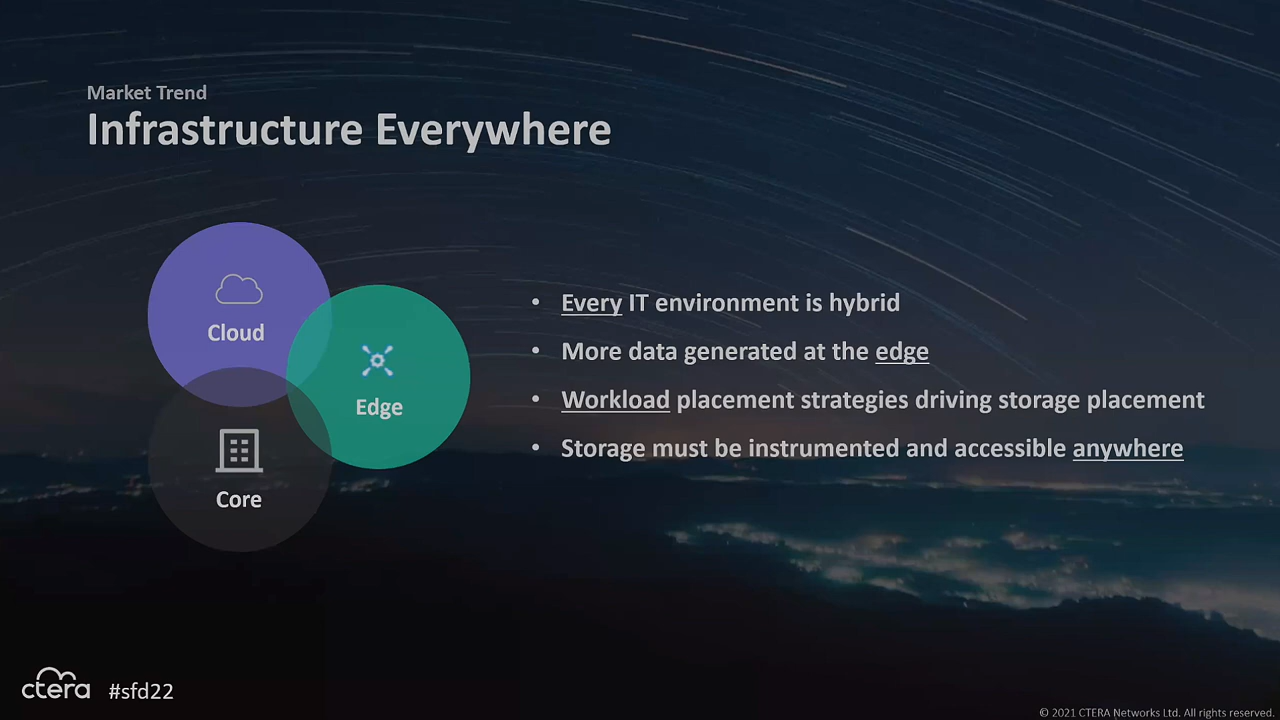 Market Trend
Infrastructure Everywhere
Cloud
Edge
Core
• Every IT environment is hybrid
• More data generated at the edge
• Workload placement strategies driving storage placement
• Storage must be instrumented and accessible anywhere
ctera #sfd22
© 2021 CTERA Networks Ltd. All rights reserved.